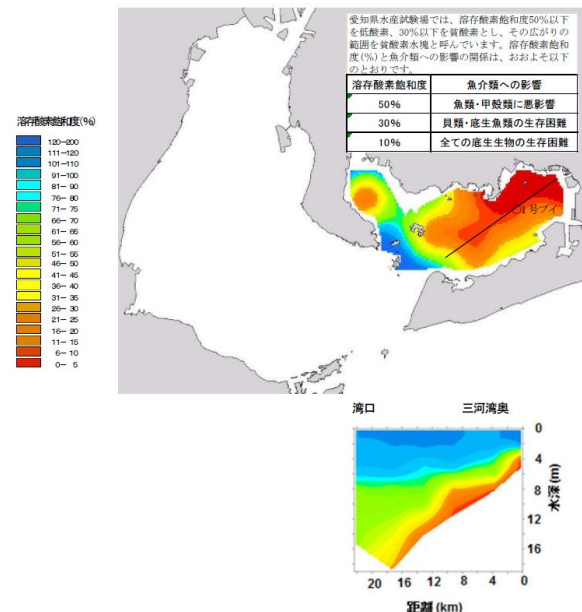 愛知県水産試験場では、溶存酸素飽和度50%以下
を低酸素、30%以下を貧酸素とし、その広がりの
範囲を貧酸素水塊と呼んでいます。溶存酸素飽和
度(%)と魚介類への影響の関係は、おおよそ以下
のとおりです。
溶存酸素飽和度 魚介類への影響
50% 魚類・甲殻類に悪影響
30% 貝類・底生魚類の生存困難
10% 全ての底生生物の生存困難
溶存酸素飽和度(%)
120-200
111-120
101-110
91-100
81- 90
76- 80
71- 75
66- 70
61- 65
56- 60
51- 55
46- 50
41- 45
36- 40
31- 35
26- 30
21- 25
16- 20
11- 15
6- 10
0- 5
1号ブイ
湾口 三河湾奥
0
4
8
12
16
水深(m)
20 16 12 8 4 0
距離(km)